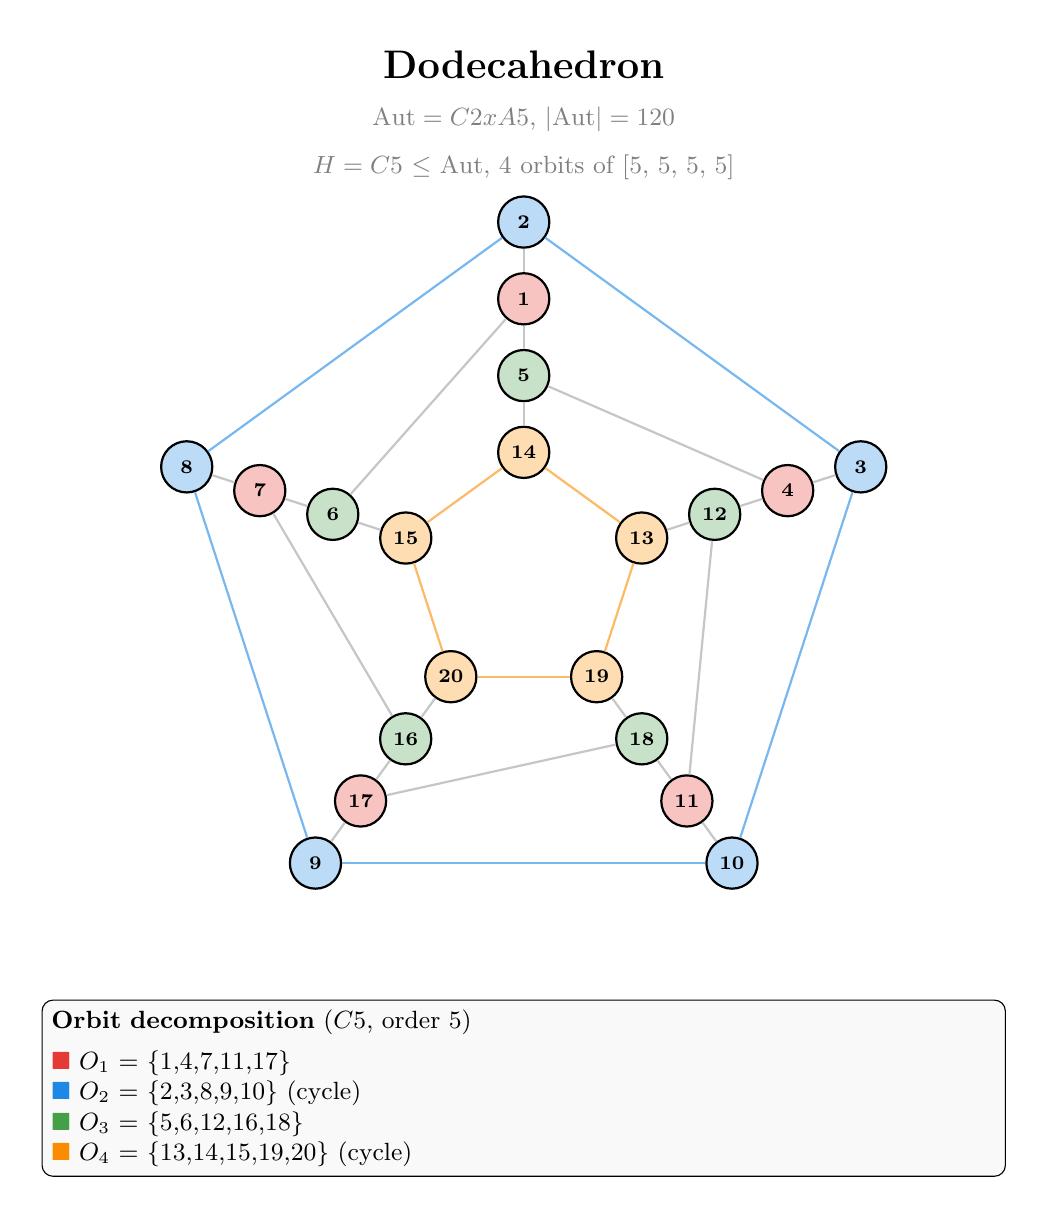 Dodecahedron
Aut = C2xA5, |Aut| = 120
H = C5 ≤ Aut, 4 orbits of [5, 5, 5, 5]
2
1
5
14
8
3
7
4
6
12
15
13
20
19
16
18
17
11
9
10
Orbit decomposition (C5, order 5)
O₁ = {1,4,7,11,17}
O₂ = {2,3,8,9,10} (cycle)
O₃ = {5,6,12,16,18}
O₄ = {13,14,15,19,20} (cycle)